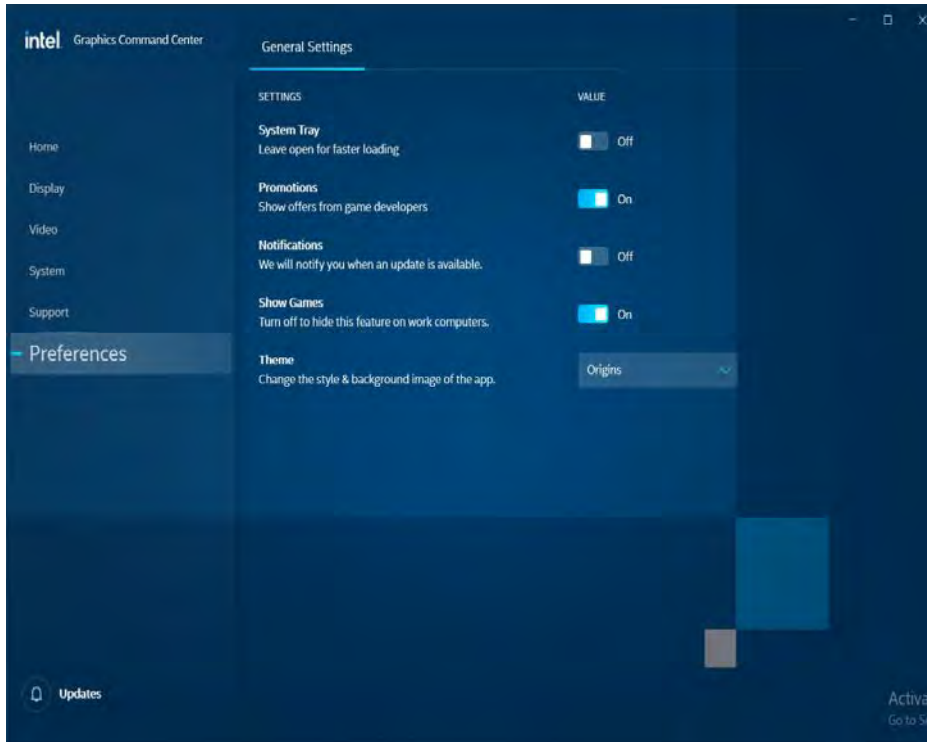 intel Graphics Command Center
General Settings
SETTINGS VALUE
System Tray
Leave open for faster loading
Off
Promotions
Show offers from game developers
On
Notifications
We will notify you when an update is available.
Off
Show Games
Turn off to hide this feature on work computers.
On
Theme
Change the style & background image of the app.
Origins
Home
Display
Video
System
Support
Preferences
Updates
Activa
Go to S